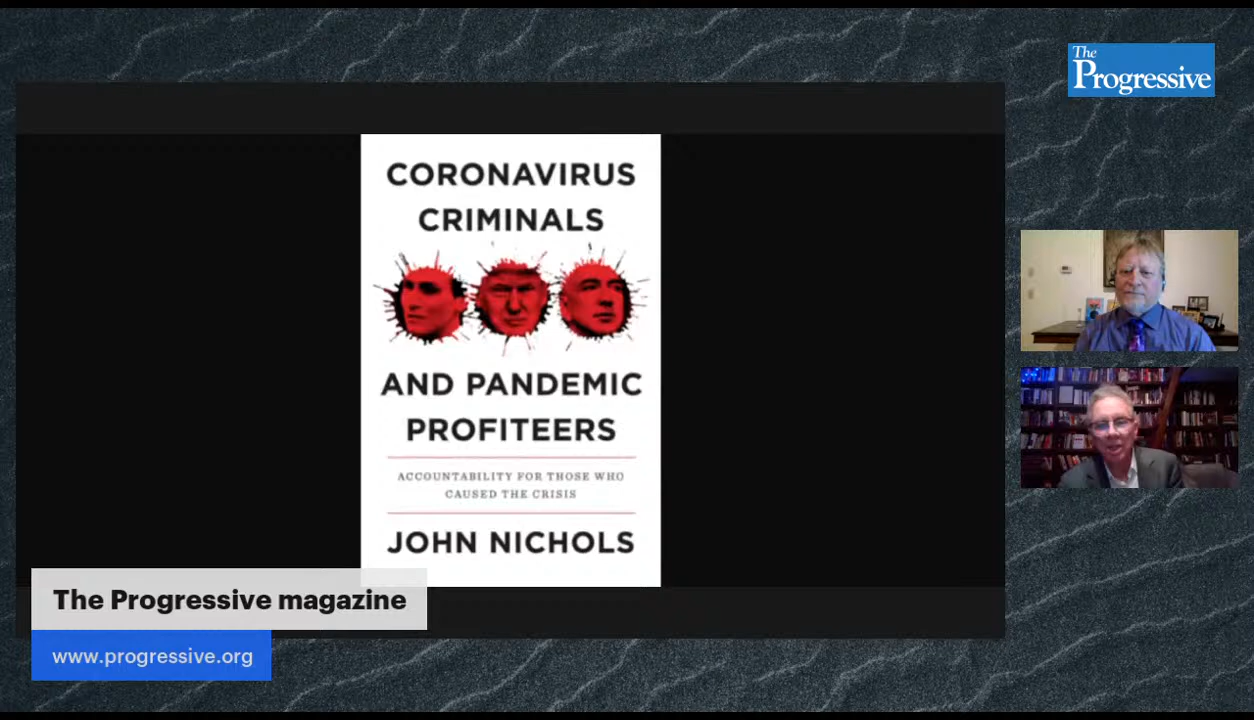 The
Progressive
CORONAVIRUS
CRIMINALS
AND PANDEMIC
PROFITEERS
ACCOUNTABILITY FOR THOSE WHO
CAUSED THE CRISIS
JOHN NICHOLS
The Progressive magazine
www.progressive.org